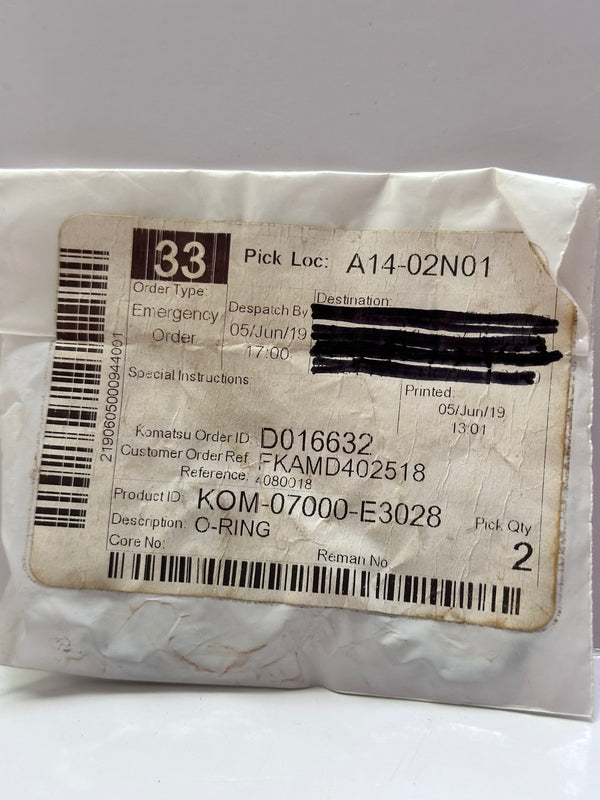 33
Pick Loc: A14-02N01
Order Type:
Emergency
Order
Despatch By
05/Jun/19
17:00
Destination:
Special Instructions:
Printed:
05/Jun/19
13:01
Komatsu Order ID: D016632
Customer Order Ref. FKAMD402518
Reference: 4080018
Product ID: KOM-07000-E3028
Description: O-RING
Pick Qty
2
Core No:
Reman No
2190605000944001